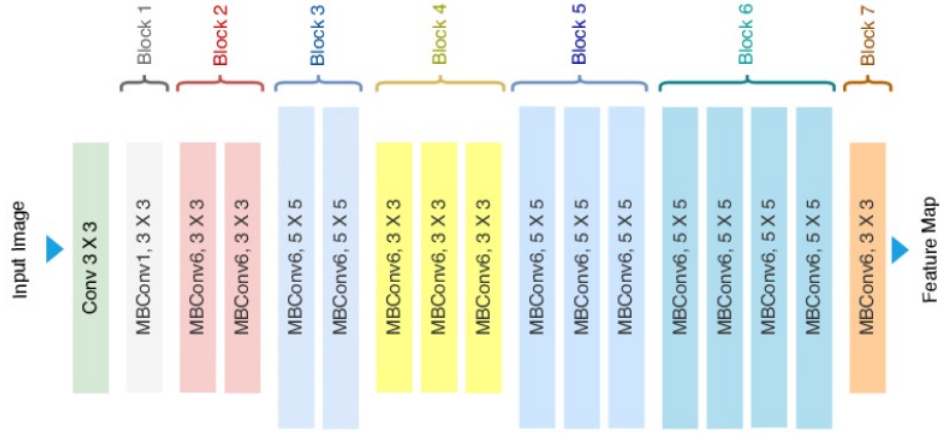 Block 1
Block 2
Block 3
Block 4
Block 5
Block 6
Block 7
Input Image
Conv 3 X 3
MBConv1, 3 X 3
MBConv6, 3 X 3
MBConv6, 3 X 3
MBConv6, 5 X 5
MBConv6, 5 X 5
MBConv6, 3 X 3
MBConv6, 3 X 3
MBConv6, 3 X 3
MBConv6, 5 X 5
MBConv6, 5 X 5
MBConv6, 5 X 5
MBConv6, 5 X 5
MBConv6, 5 X 5
MBConv6, 5 X 5
MBConv6, 5 X 5
MBConv6, 3 X 3
Feature Map